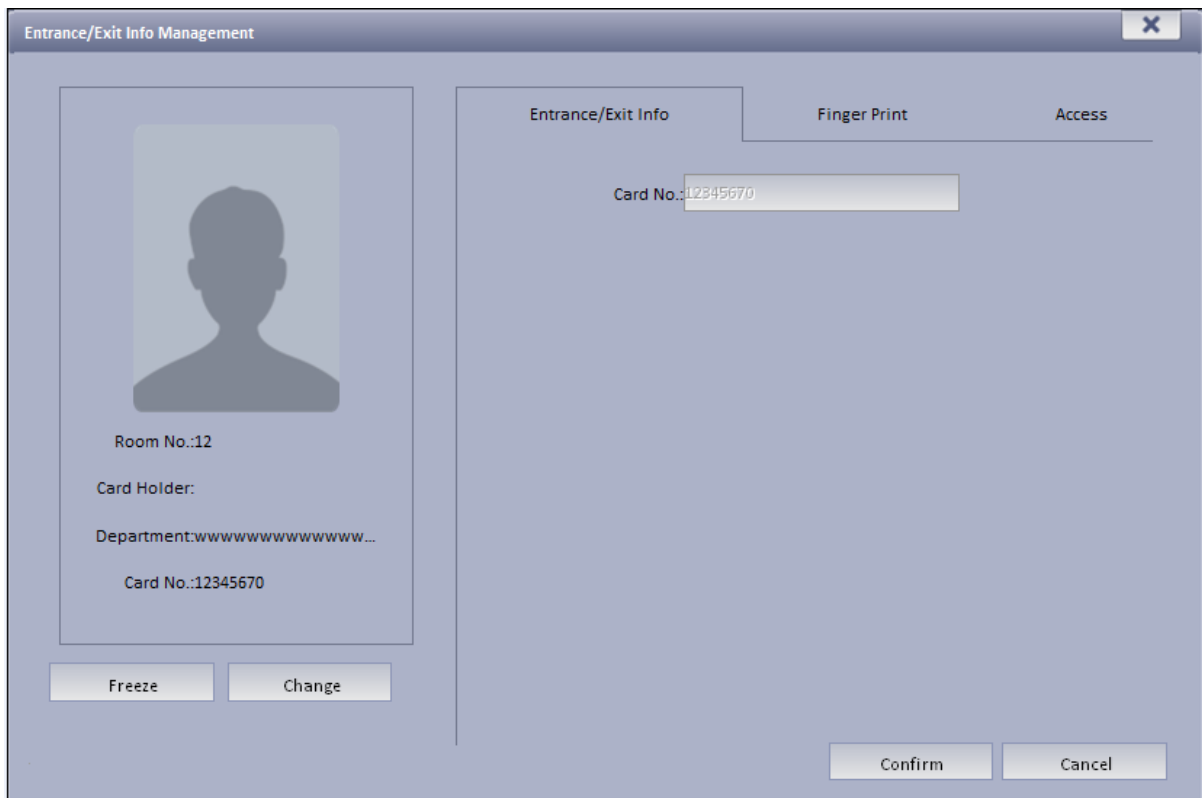 Entrance/Exit Info Management
Entrance/Exit Info Finger Print Access
Card No.:12345670
Room No.:12
Card Holder:
Department:wwwwwwwwwwwww...
Card No.:12345670
Freeze Change
Confirm Cancel